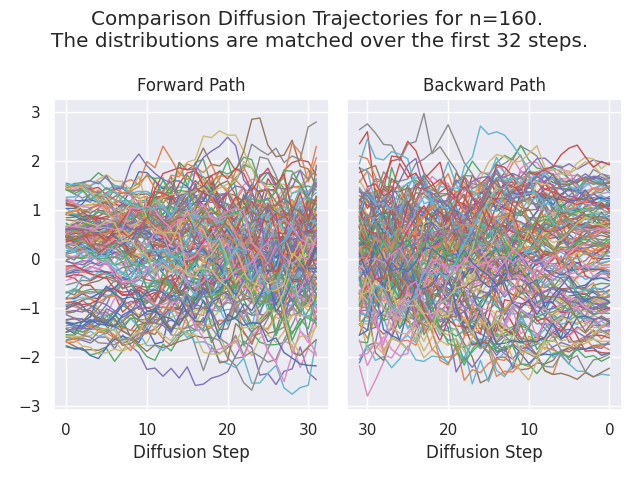 Comparison Diffusion Trajectories for n=160.
The distributions are matched over the first 32 steps.
Forward Path
Backward Path
3
2
1
0
−1
−2
−3
0
10
20
30
30
20
10
0
Diffusion Step
Diffusion Step